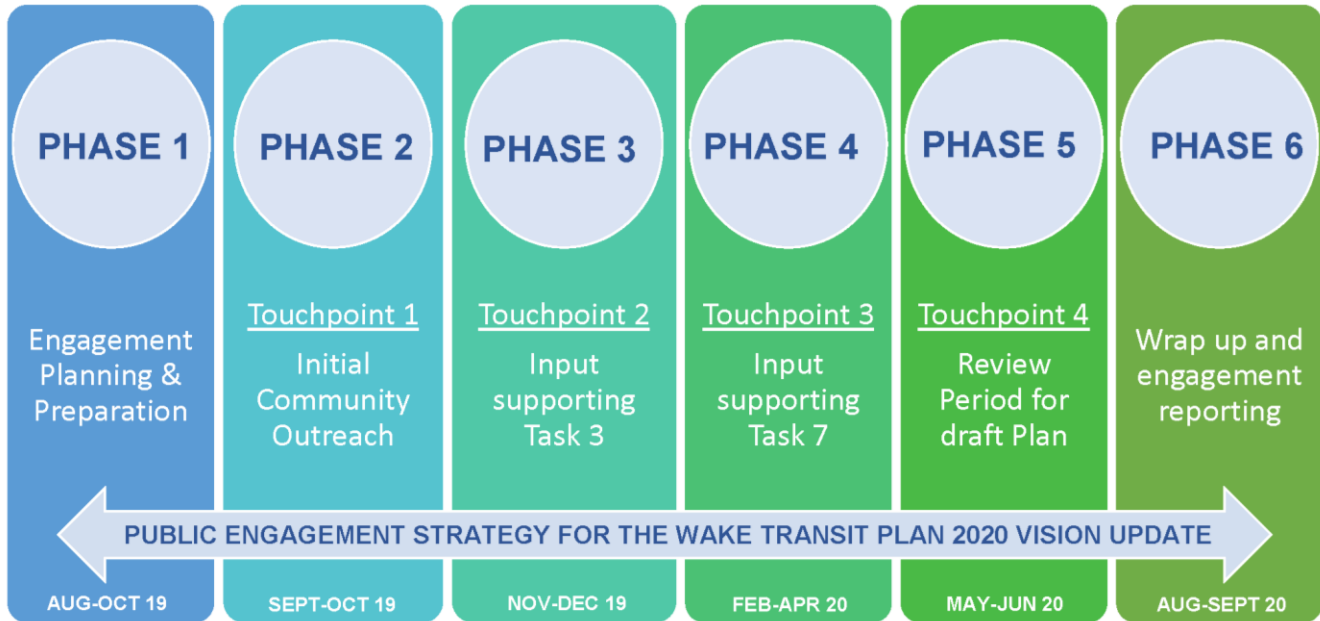 PHASE 1
Engagement
Planning &
Preparation
AUG-OCT 19
PHASE 2
Touchpoint 1
Initial
Community
Outreach
SEPT-OCT 19
PHASE 3
Touchpoint 2
Input
supporting
Task 3
NOV-DEC 19
PHASE 4
Touchpoint 3
Input
supporting
Task 7
FEB-APR 20
PHASE 5
Touchpoint 4
Review
Period for
draft Plan
MAY-JUN 20
PHASE 6
Wrap up and
engagement
reporting
AUG-SEPT 20
PUBLIC ENGAGEMENT STRATEGY FOR THE WAKE TRANSIT PLAN 2020 VISION UPDATE